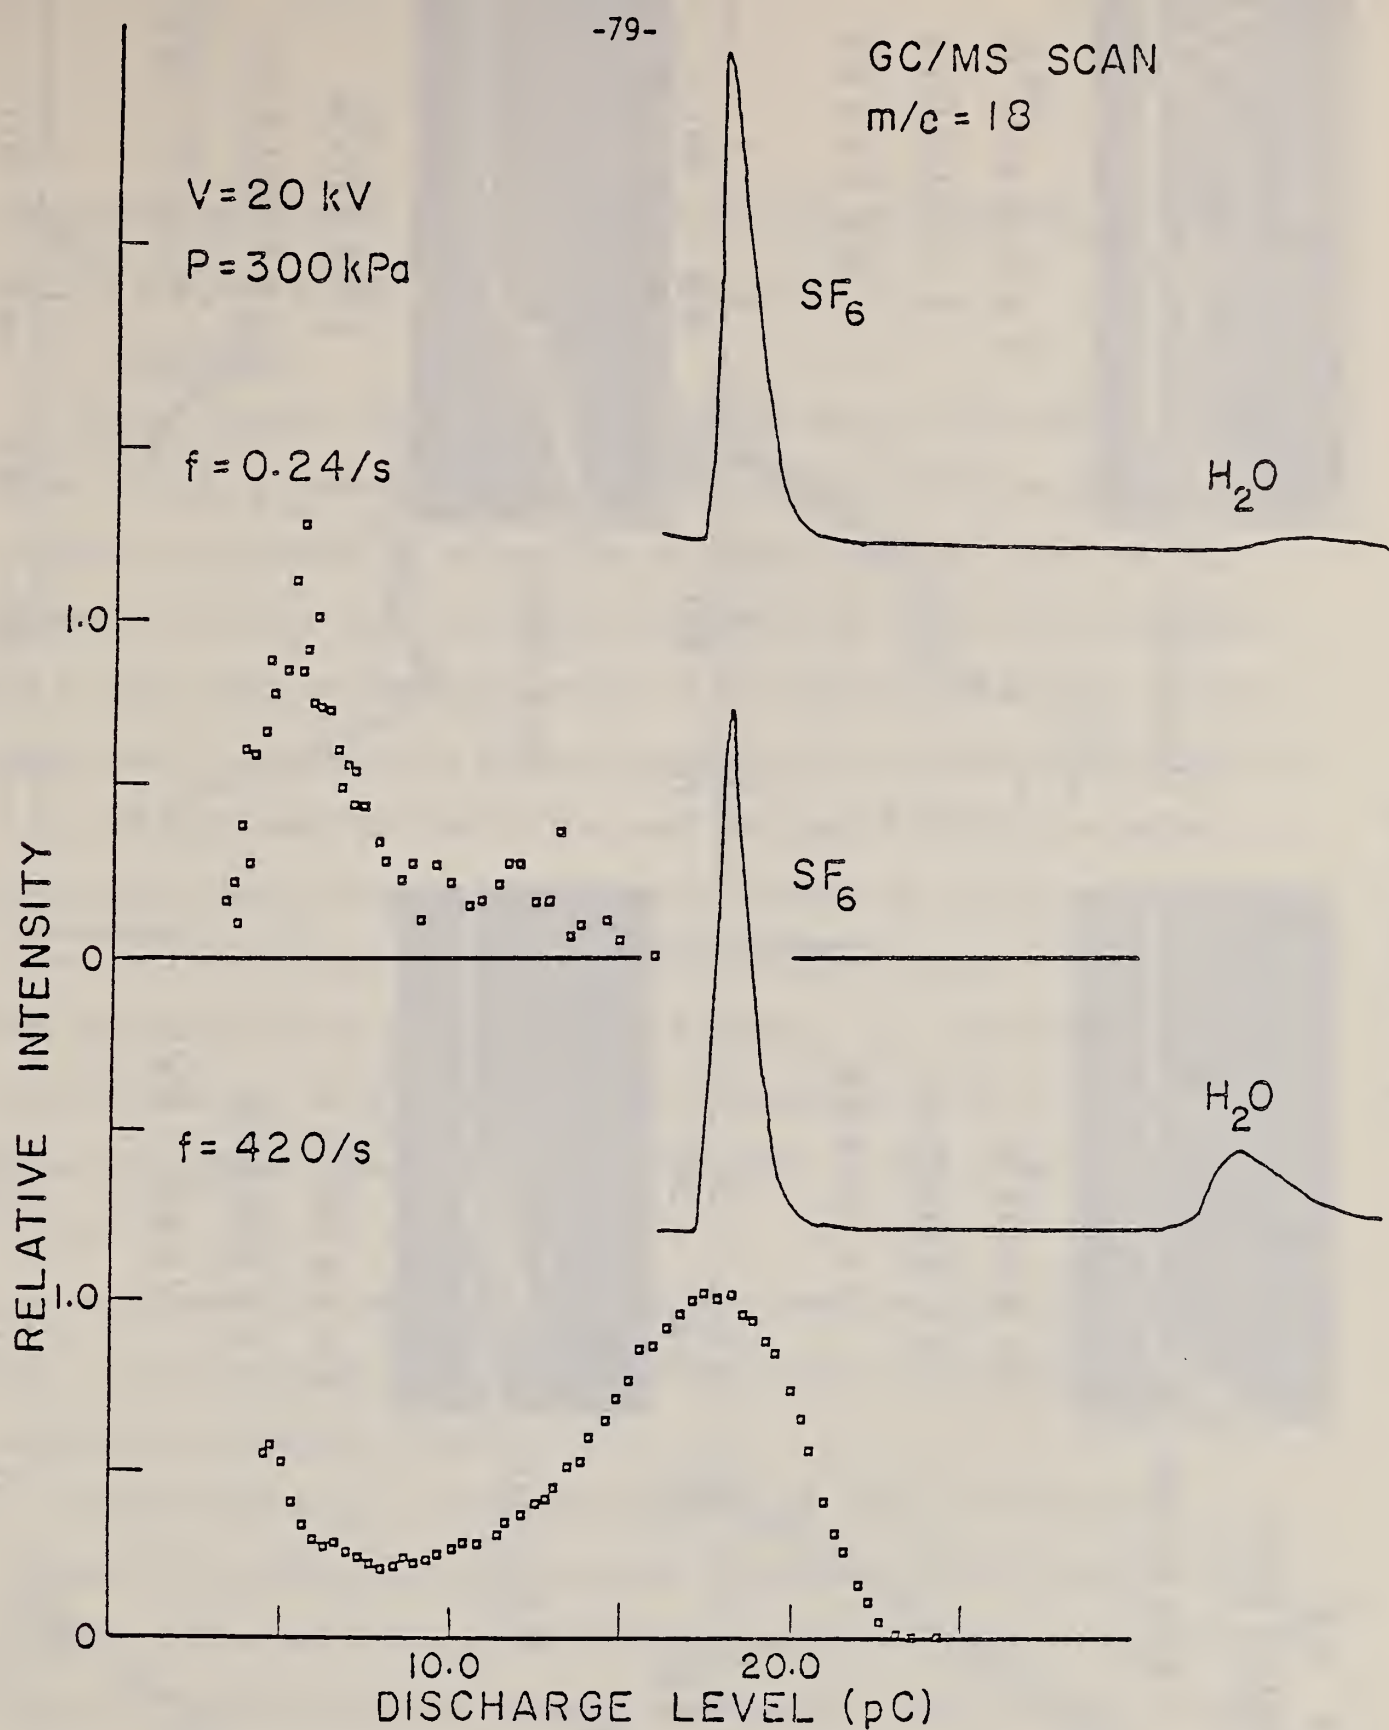 -79-
GC/MS SCAN
m/e = 18
V = 20 kV
P = 300 kPa
SF6
f = 0.24/s
H2O
1.0
SF6
0
H2O
f = 420/s
1.0
0
10.0 20.0
RELATIVE INTENSITY
DISCHARGE LEVEL (pC)